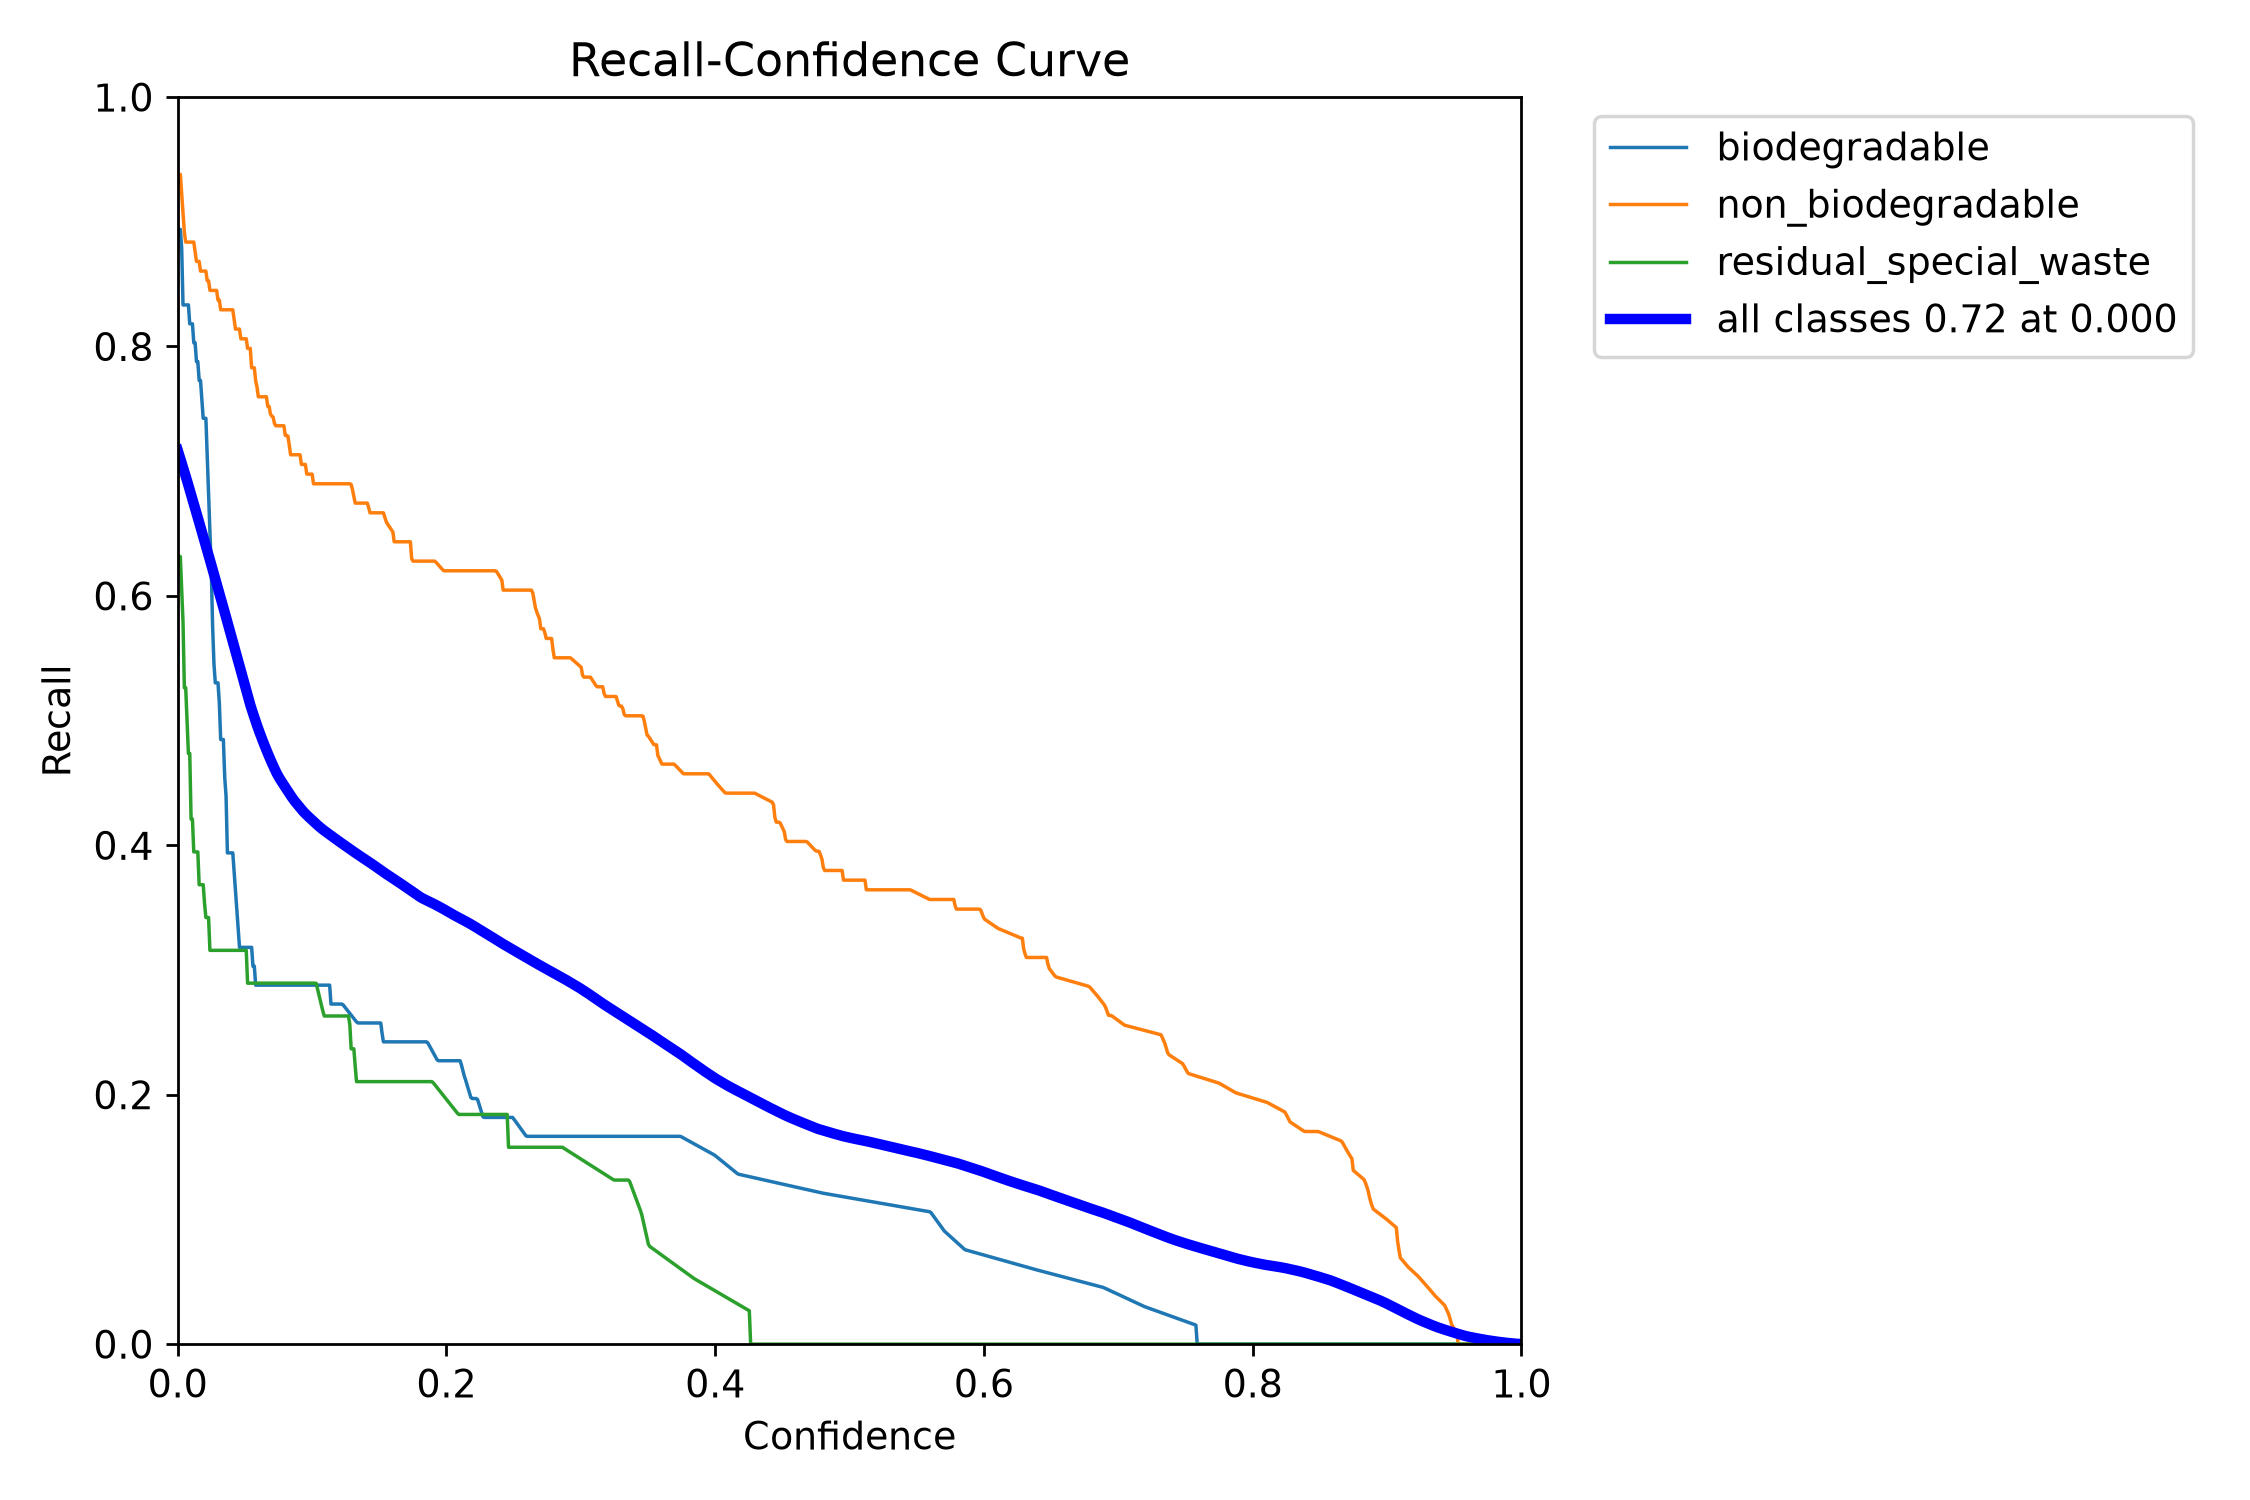 Recall-Confidence Curve
1.0
0.8
0.6
0.4
0.2
0.0
Recall
0.0 0.2 0.4 0.6 0.8 1.0
Confidence
biodegradable
non_biodegradable
residual_special_waste
all classes 0.72 at 0.000